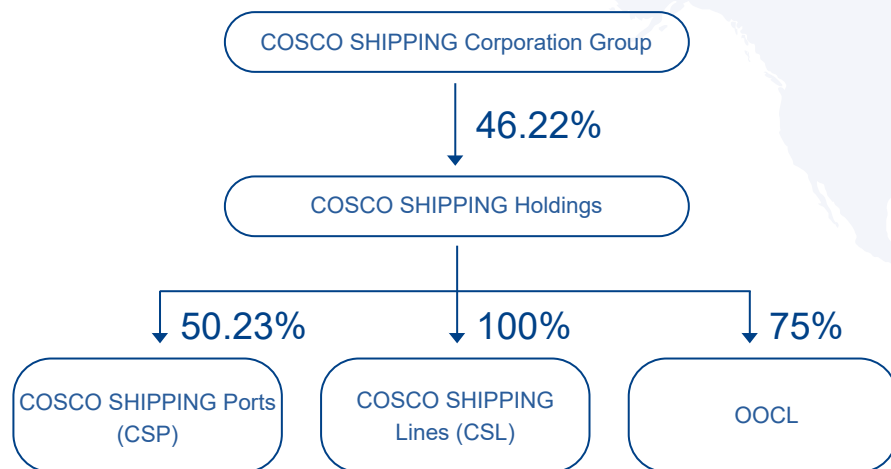 COSCO SHIPPING Corporation Group
46.22%
COSCO SHIPPING Holdings
50.23%
100%
75%
COSCO SHIPPING Ports
(CSP)
COSCO SHIPPING
Lines (CSL)
OOCL